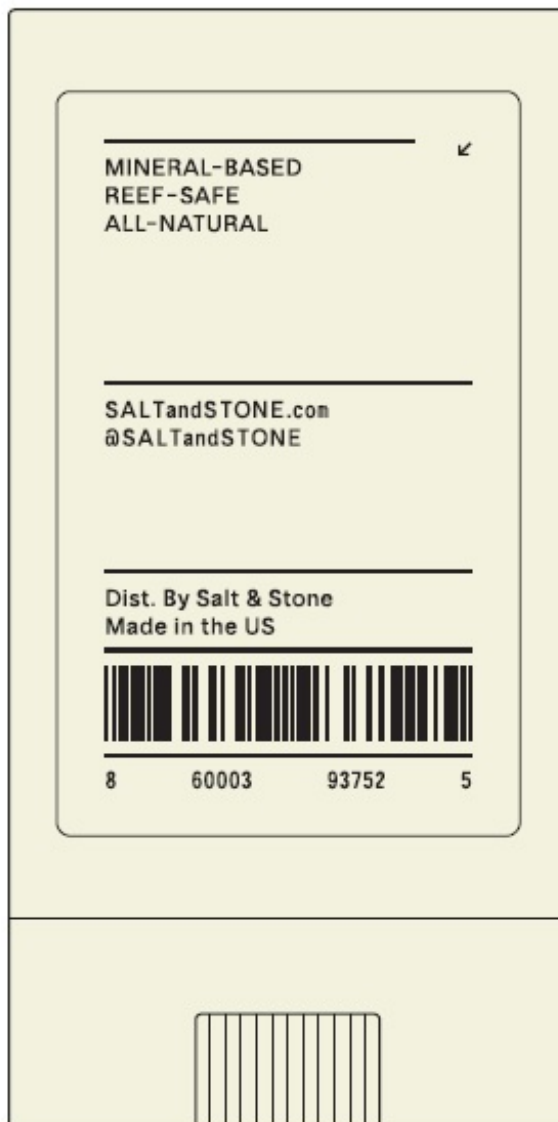 MINERAL-BASED
REEF-SAFE
ALL-NATURAL
SALTandSTONE.com
@SALTandSTONE
Dist. By Salt & Stone
Made in the US
8 60003 93752 5